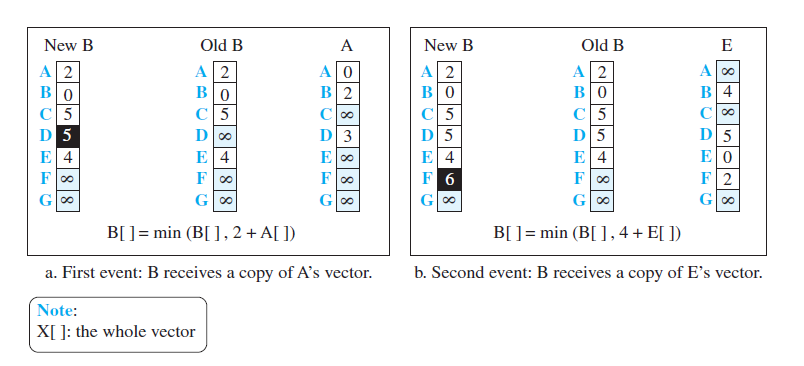 New B Old B A
A 2 A 2 A 0
B 0 B 0 B 2
C 5 C 5 C ∞
D 5 D ∞ D 3
E 4 E 4 E ∞
F ∞ F ∞ F ∞
G ∞ G ∞ G ∞
B[ ] = min (B[ ] , 2 + A[ ])
a. First event: B receives a copy of A’s vector.
New B Old B E
A 2 A 2 A ∞
B 0 B 0 B 4
C 5 C 5 C ∞
D 5 D 5 D 5
E 4 E 4 E 0
F 6 F ∞ F 2
G ∞ G ∞ G ∞
B[ ] = min (B[ ] , 4 + E[ ])
b. Second event: B receives a copy of E’s vector.
Note:
X[ ]: the whole vector